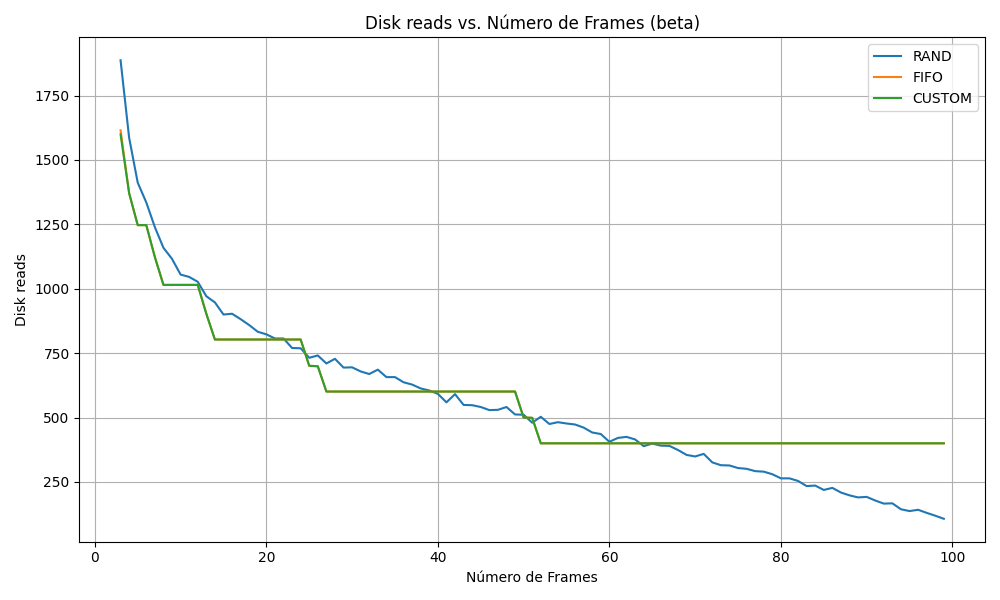 Disk reads vs. Número de Frames (beta)
RAND
FIFO
CUSTOM
Disk reads
1750
1500
1250
1000
750
500
250
0 20 40 60 80 100
Número de Frames